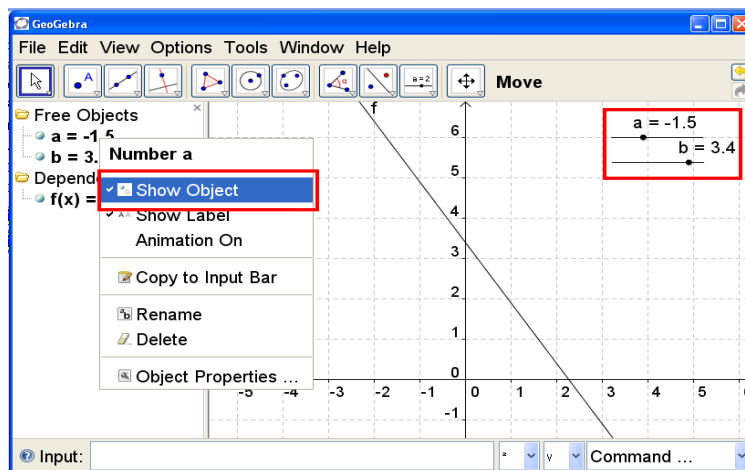 GeoGebra
File Edit View Options Tools Window Help
A
a=2
Move
Free Objects
a = -1.5
b = 3.
Depend
f(x) =
Number a
Show Object
Show Label
Animation On
Copy to Input Bar
Rename
Delete
Object Properties ...
f
a = -1.5
b = 3.4
6
5
4
3
2
1
0
-1
-5 -4 -3 -2 -1 0 1 2 3 4 5
Input:
Command ...